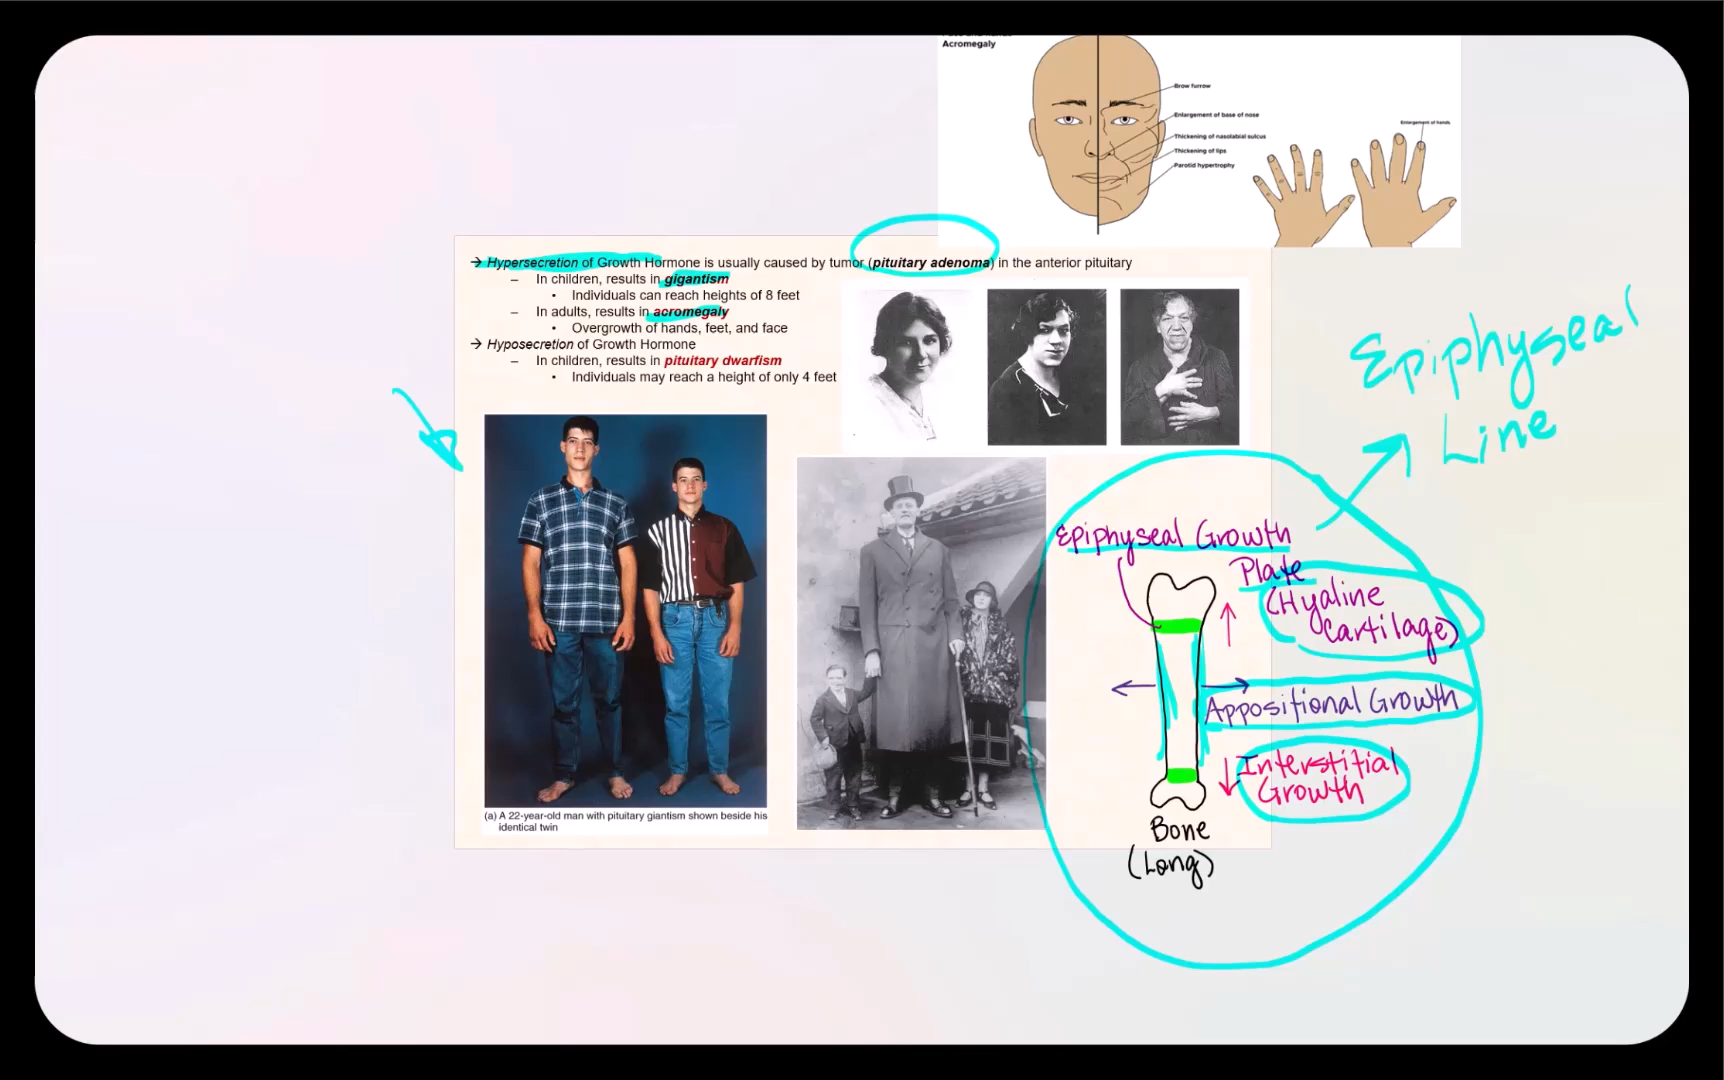 Acromegaly
Brow furrow
Enlargement of base of nose
Thickening of nasolabial sulcus
Thickening of lips
Parotid hypertrophy
Enlargement of hands
→ Hypersecretion of Growth Hormone is usually caused by tumor (pituitary adenoma) in the anterior pituitary
– In children, results in gigantism
• Individuals can reach heights of 8 feet
– In adults, results in acromegaly
• Overgrowth of hands, feet, and face
→ Hyposecretion of Growth Hormone
– In children, results in pituitary dwarfism
• Individuals may reach a height of only 4 feet
(a) A 22-year-old man with pituitary giantism shown beside his
identical twin
Epiphyseal
Line
Epiphyseal Growth
Plate
(Hyaline
Cartilage)
Appositional Growth
Interstitial
Growth
Bone
(Long)